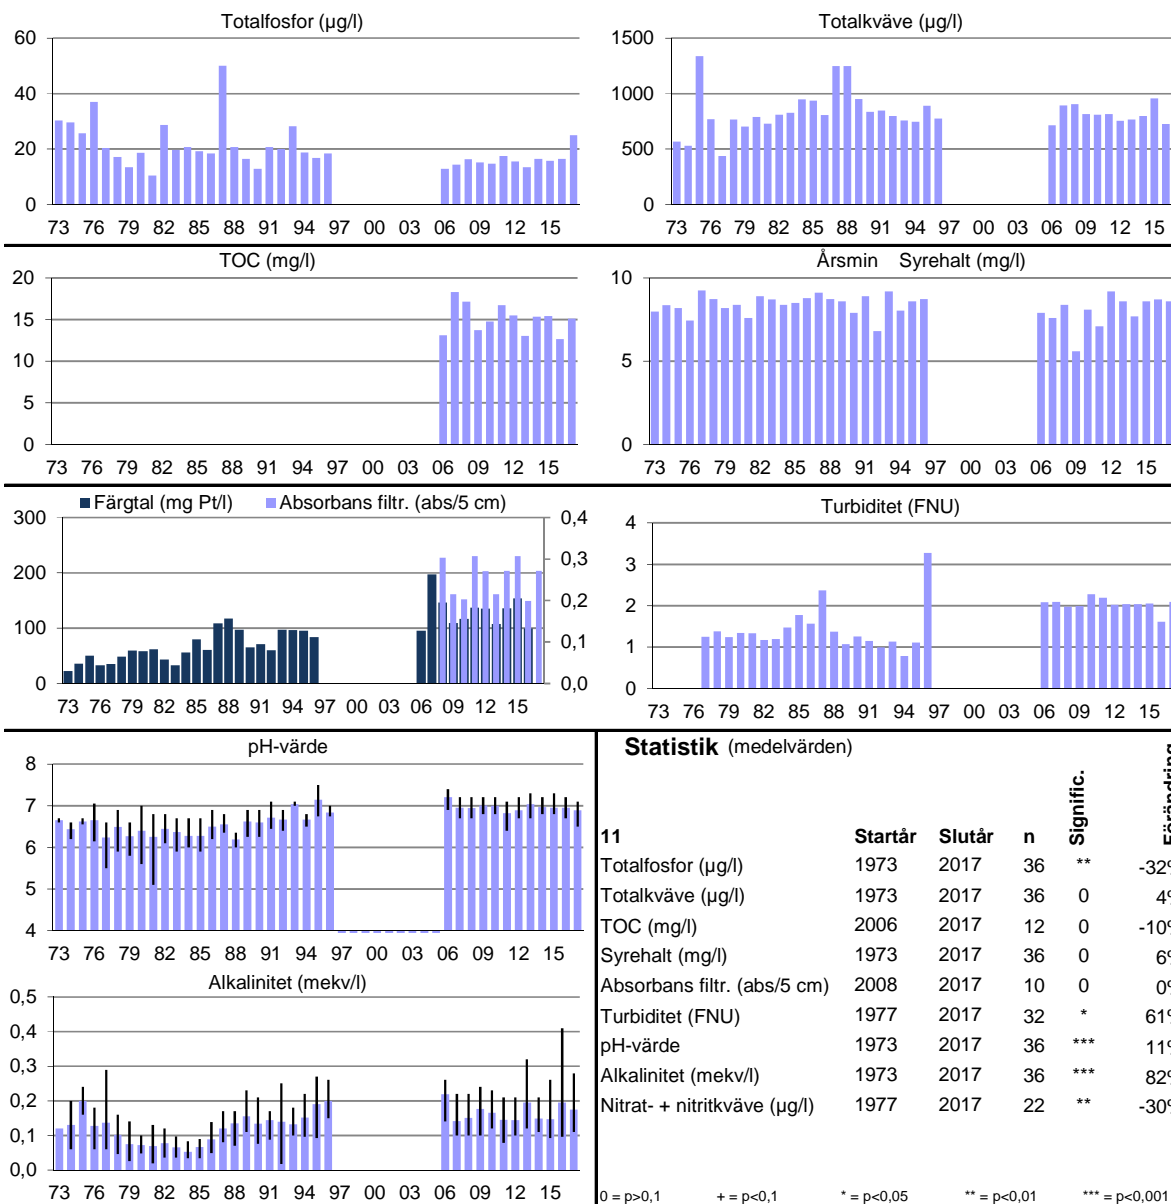 Totalfosfor (µg/l)
60
40
20
0
73 76 79 82 85 88 91 94 97 00 03 06 09 12 15
Totalkväve (µg/l)
1500
1000
500
0
73 76 79 82 85 88 91 94 97 00 03 06 09 12 15
TOC (mg/l)
20
15
10
5
0
73 76 79 82 85 88 91 94 97 00 03 06 09 12 15
Årsmin Syrehalt (mg/l)
10
5
0
73 76 79 82 85 88 91 94 97 00 03 06 09 12 15
Färgtal (mg Pt/l) Absorbans filtr. (abs/5 cm)
300
200
100
0
0,4
0,3
0,2
0,1
0,0
73 76 79 82 85 88 91 94 97 00 03 06 09 12 15
Turbiditet (FNU)
4
3
2
1
0
73 76 79 82 85 88 91 94 97 00 03 06 09 12 15
pH-värde
8
7
6
5
4
73 76 79 82 85 88 91 94 97 00 03 06 09 12 15
Alkalinitet (mekv/l)
0,5
0,4
0,3
0,2
0,1
0,0
73 76 79 82 85 88 91 94 97 00 03 06 09 12 15
Statistik (medelvärden)
11 Startår Slutår n Signific. Förändring
Totalfosfor (µg/l) 1973 2017 36 ** -32%
Totalkväve (µg/l) 1973 2017 36 0 4%
TOC (mg/l) 2006 2017 12 0 -10%
Syrehalt (mg/l) 1973 2017 36 0 6%
Absorbans filtr. (abs/5 cm) 2008 2017 10 0 0%
Turbiditet (FNU) 1977 2017 32 * 61%
pH-värde 1973 2017 36 *** 11%
Alkalinitet (mekv/l) 1973 2017 36 *** 82%
Nitrat- + nitritkväve (µg/l) 1977 2017 22 ** -30%
0 = p>0,1 + = p<0,1 * = p<0,05 ** = p<0,01 *** = p<0,001